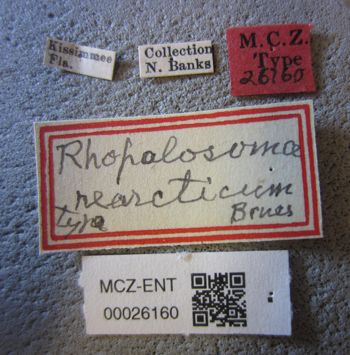 Kissimmee
Fla.
Collection
N. Banks
M.C.Z.
Type
26160
Rhopalosoma
nearcticum
type Brues
MCZ-ENT
00026160